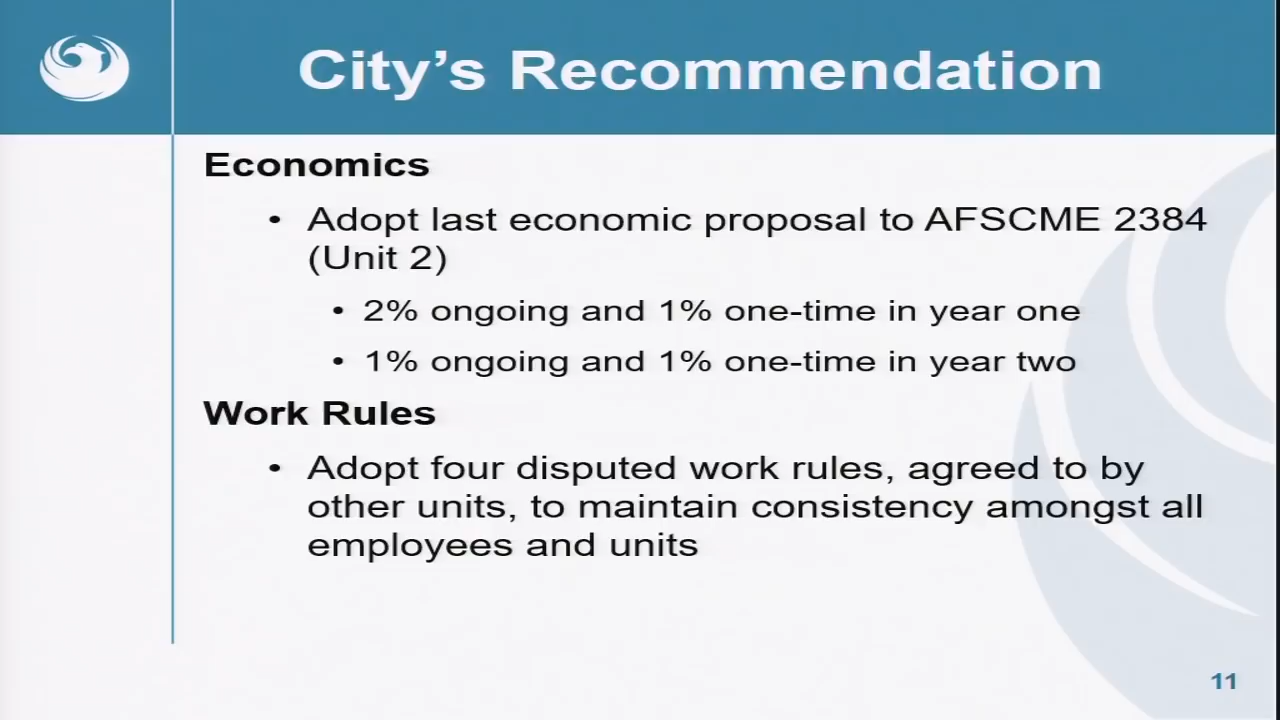 City's Recommendation
Economics
• Adopt last economic proposal to AFSCME 2384
(Unit 2)
• 2% ongoing and 1% one-time in year one
• 1% ongoing and 1% one-time in year two
Work Rules
• Adopt four disputed work rules, agreed to by
other units, to maintain consistency amongst all
employees and units
11